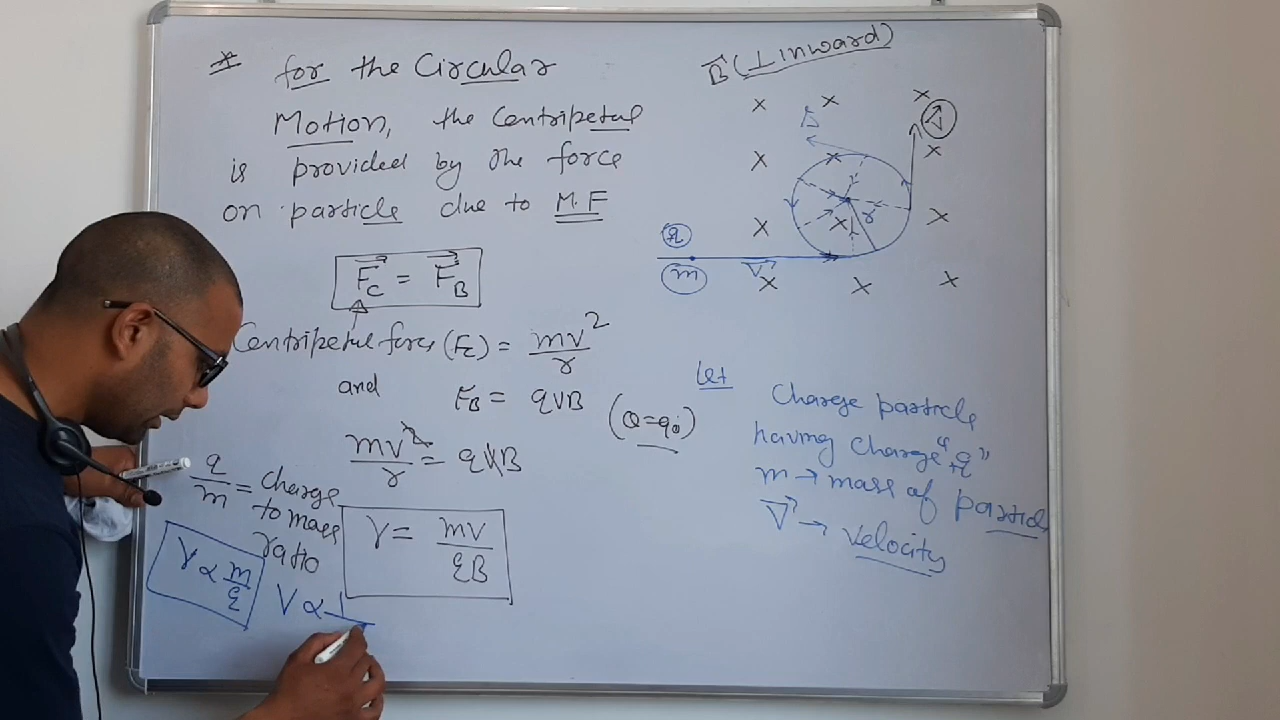 * for the Circular
Motion, the Centripetal
is provided by the force
on particle due to M.F
F⃗c = F⃗B
Centripetal force (Fc) = mv²/r
and FB = qvB
(Q=q₀)
mv²/r = qvB
q/m = Charge
to mass
ratio
r = mv/qB
r ∝ m/q
V ∝ 1/
B⃗ (⊥ inward)
× × ×
× × ×
× × ×
× × ×
V⃗
r
q
m
V⃗
Let
Charge particle
having Charge "+q"
m → mass of particle
V⃗ → Velocity